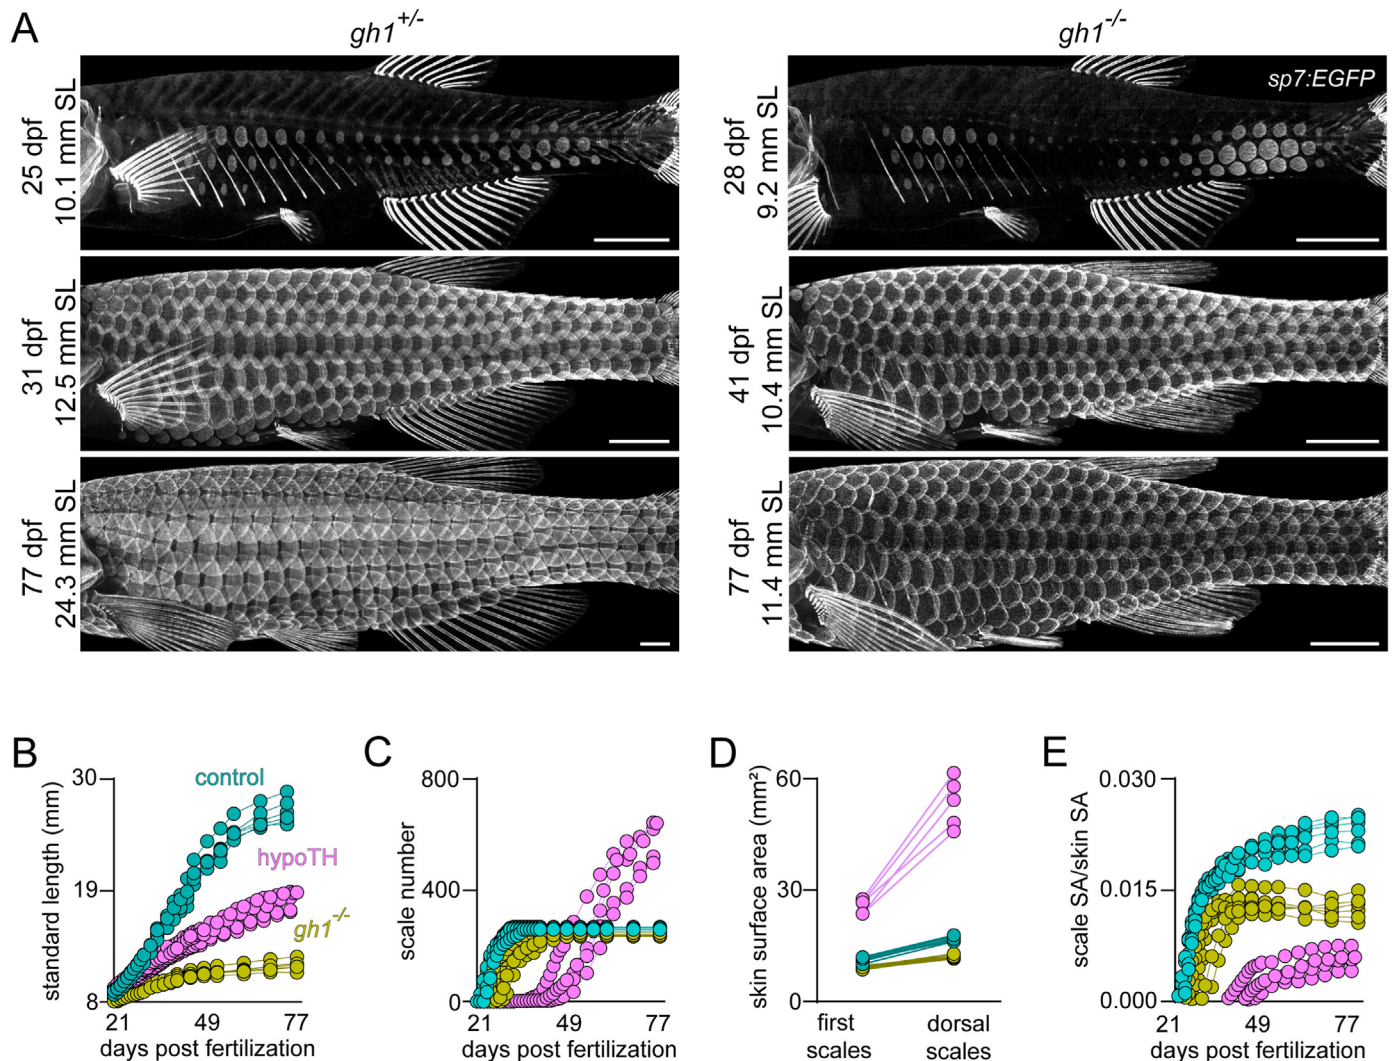 A
gh1+/-
gh1-/-
25 dpf
10.1 mm SL
28 dpf
9.2 mm SL
sp7:EGFP
31 dpf
12.5 mm SL
41 dpf
10.4 mm SL
77 dpf
24.3 mm SL
77 dpf
11.4 mm SL
B
standard length (mm)
30
19
8
control
hypoTH
gh1-/-
21 49 77
days post fertilization
C
scale number
800
400
0
21 49 77
days post fertilization
D
skin surface area (mm²)
60
30
0
first
scales
dorsal
scales
E
scale SA/skin SA
0.030
0.015
0.000
21 49 77
days post fertilization